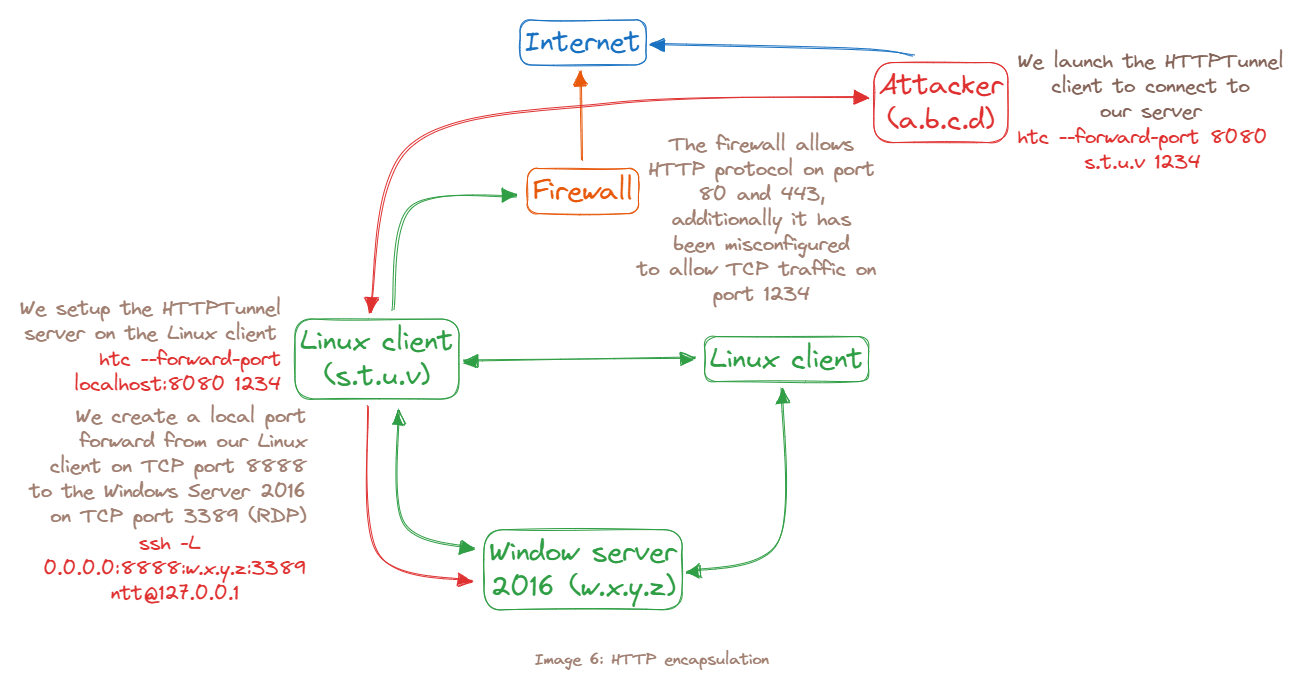 Internet
Attacker
(a.b.c.d)
We launch the HTTPTunnel
client to connect to
our server
htc --forward-port 8080
s.t.u.v 1234
The firewall allows
HTTP protocol on port
80 and 443,
additionally it has
been misconfigured
to allow TCP traffic on
port 1234
Firewall
We setup the HTTPTunnel
server on the Linux client
htc --forward-port
localhost:8080 1234
We create a local port
forward from our Linux
client on TCP port 8888
to the Windows Server 2016
on TCP port 3389 (RDP)
ssh -L
0.0.0.0:8888:w.x.y.z:3389
ntt@127.0.0.1
Linux client
(s.t.u.v)
Linux client
Window server
2016 (w.x.y.z)
Image 6: HTTP encapsulation